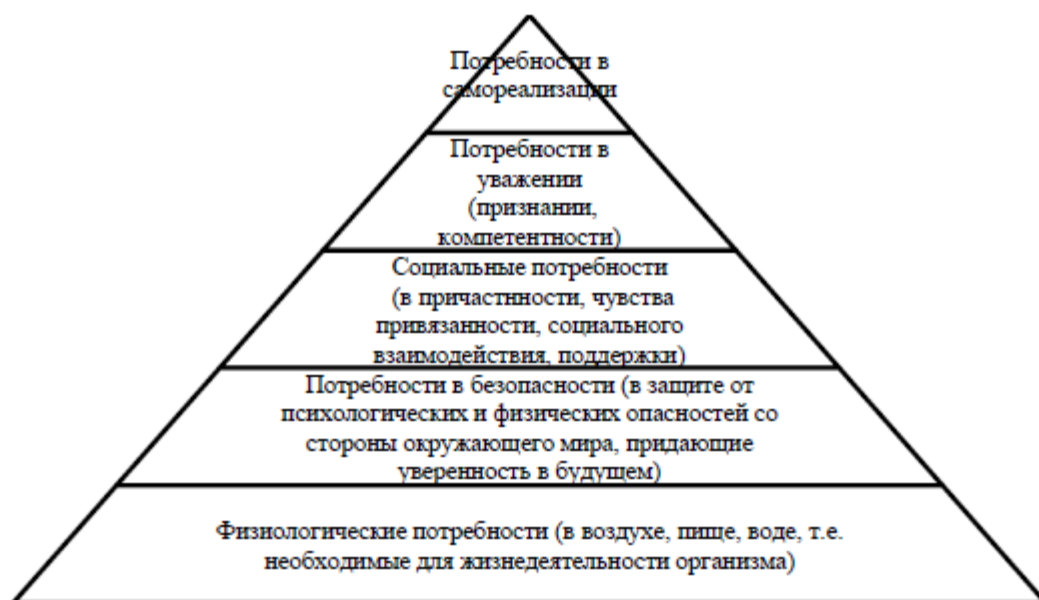 Потребности в
самореализации
Потребности в
уважении
(признании,
компетентности)
Социальные потребности
(в причастнности, чувства
привязанности, социального
взаимодействия, поддержки)
Потребности в безопасности (в защите от
психологических и физических опасностей со
стороны окружающего мира, придающие
уверенность в будущем)
Физиологические потребности (в воздухе, пище, воде, т.е.
необходимые для жизнедеятельности организма)